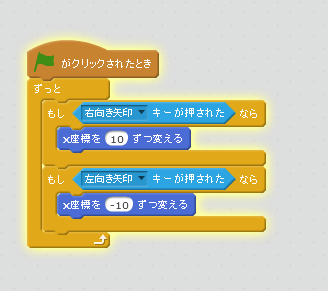 がクリックされたとき
ずっと
もし 右向き矢印 キーが押された なら
x座標を 10 ずつ変える
もし 左向き矢印 キーが押された なら
x座標を -10 ずつ変える